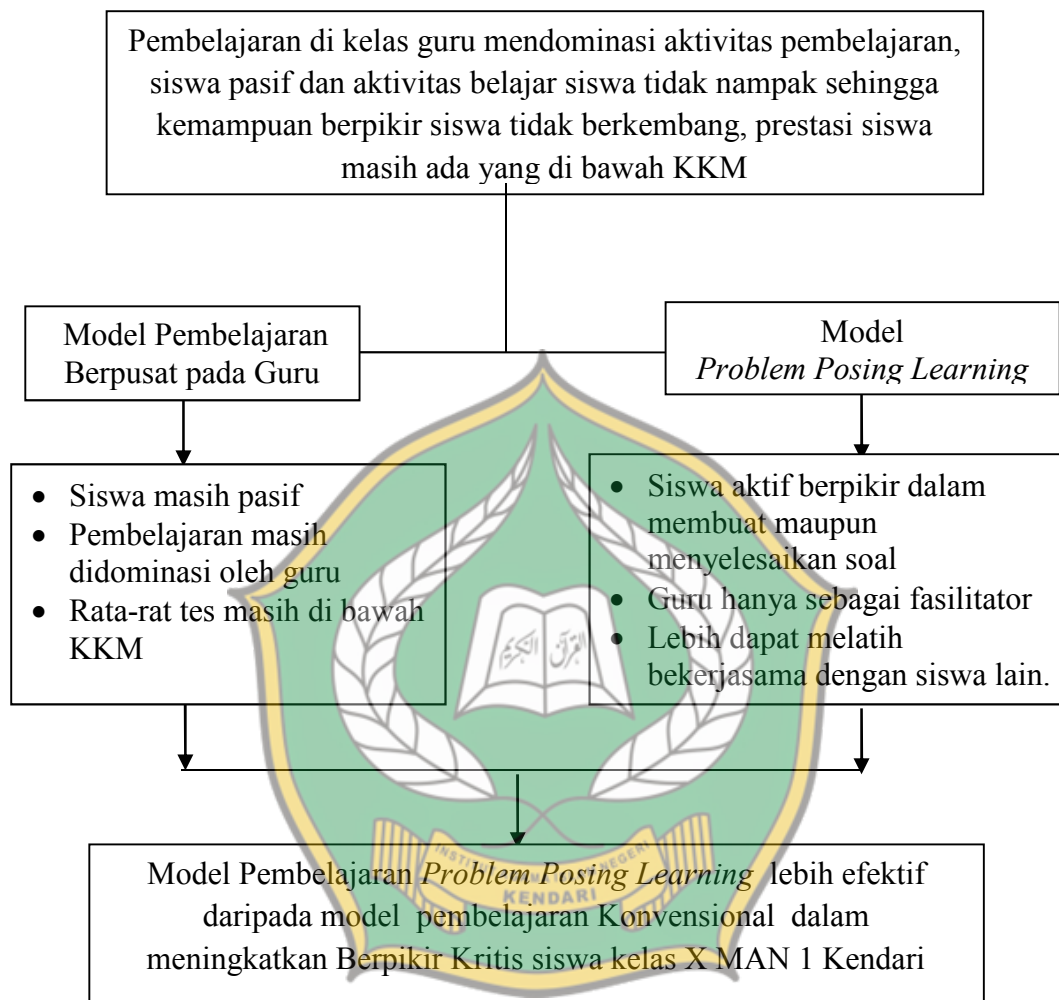 Pembelajaran di kelas guru mendominasi aktivitas pembelajaran,
siswa pasif dan aktivitas belajar siswa tidak nampak sehingga
kemampuan berpikir siswa tidak berkembang, prestasi siswa
masih ada yang di bawah KKM
Model Pembelajaran
Berpusat pada Guru
Model
Problem Posing Learning
• Siswa masih pasif
• Pembelajaran masih
didominasi oleh guru
• Rata-rat tes masih di bawah
KKM
• Siswa aktif berpikir dalam
membuat maupun
menyelesaikan soal
• Guru hanya sebagai fasilitator
• Lebih dapat melatih
bekerjasama dengan siswa lain.
القرآن الكريم
KENDARI
Model Pembelajaran Problem Posing Learning lebih efektif
daripada model pembelajaran Konvensional dalam
meningkatkan Berpikir Kritis siswa kelas X MAN 1 Kendari